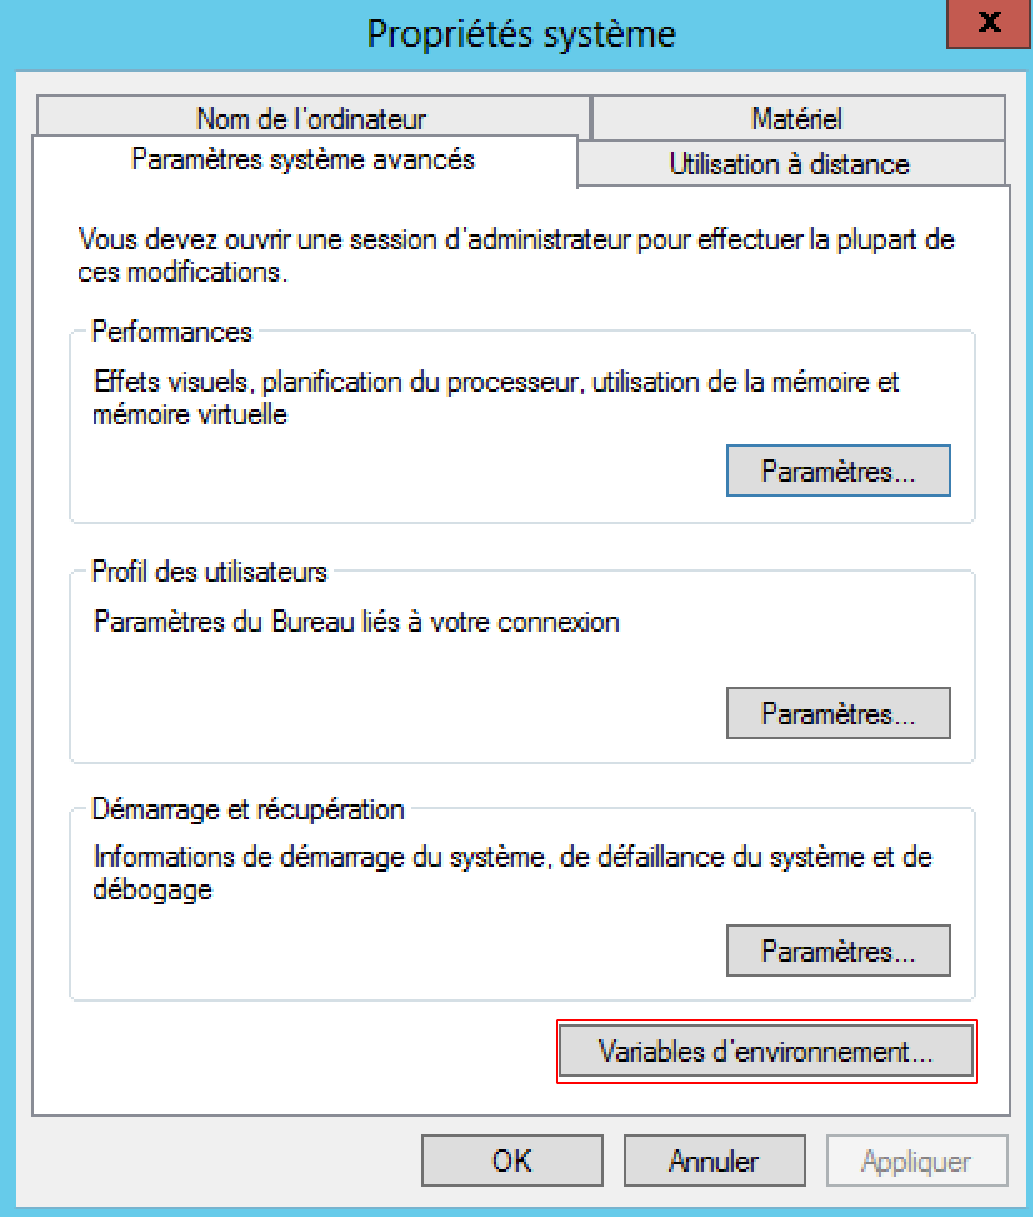 Propriétés système
x
Nom de l'ordinateur
Matériel
Paramètres système avancés
Utilisation à distance
Vous devez ouvrir une session d'administrateur pour effectuer la plupart de
ces modifications.
Performances
Effets visuels, planification du processeur, utilisation de la mémoire et
mémoire virtuelle
Paramètres...
Profil des utilisateurs
Paramètres du Bureau liés à votre connexion
Paramètres...
Démarrage et récupération
Informations de démarrage du système, de défaillance du système et de
débogage
Paramètres...
Variables d'environnement...
OK
Annuler
Appliquer